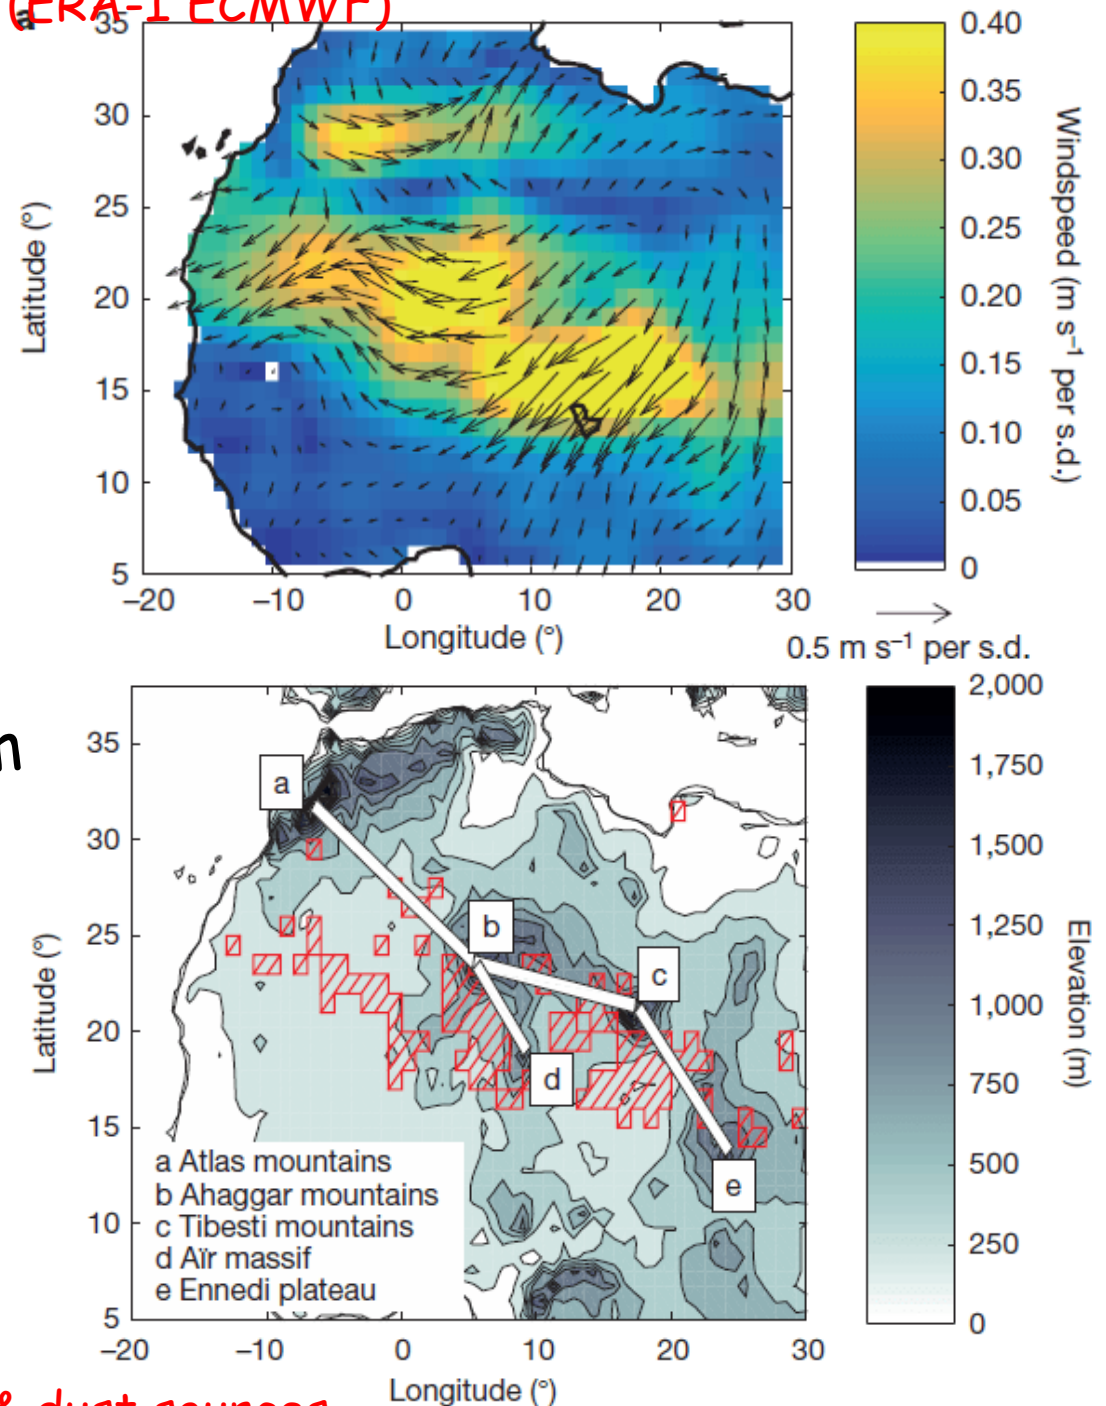 (ERA-I ECMWF)
a
35
30
25
20
15
10
5
Latitude (°)
−20 −10 0 10 20 30
Longitude (°)
0.40
0.35
0.30
0.25
0.20
0.15
0.10
0.05
0
Windspeed (m s⁻¹ per s.d.)
0.5 m s⁻¹ per s.d.
35
30
25
20
15
10
5
Latitude (°)
a
b
c
d
e
a Atlas mountains
b Ahaggar mountains
c Tibesti mountains
d Aïr massif
e Ennedi plateau
−20 −10 0 10 20 30
Longitude (°)
2,000
1,750
1,500
1,250
1,000
750
500
250
0
Elevation (m)
dust sources